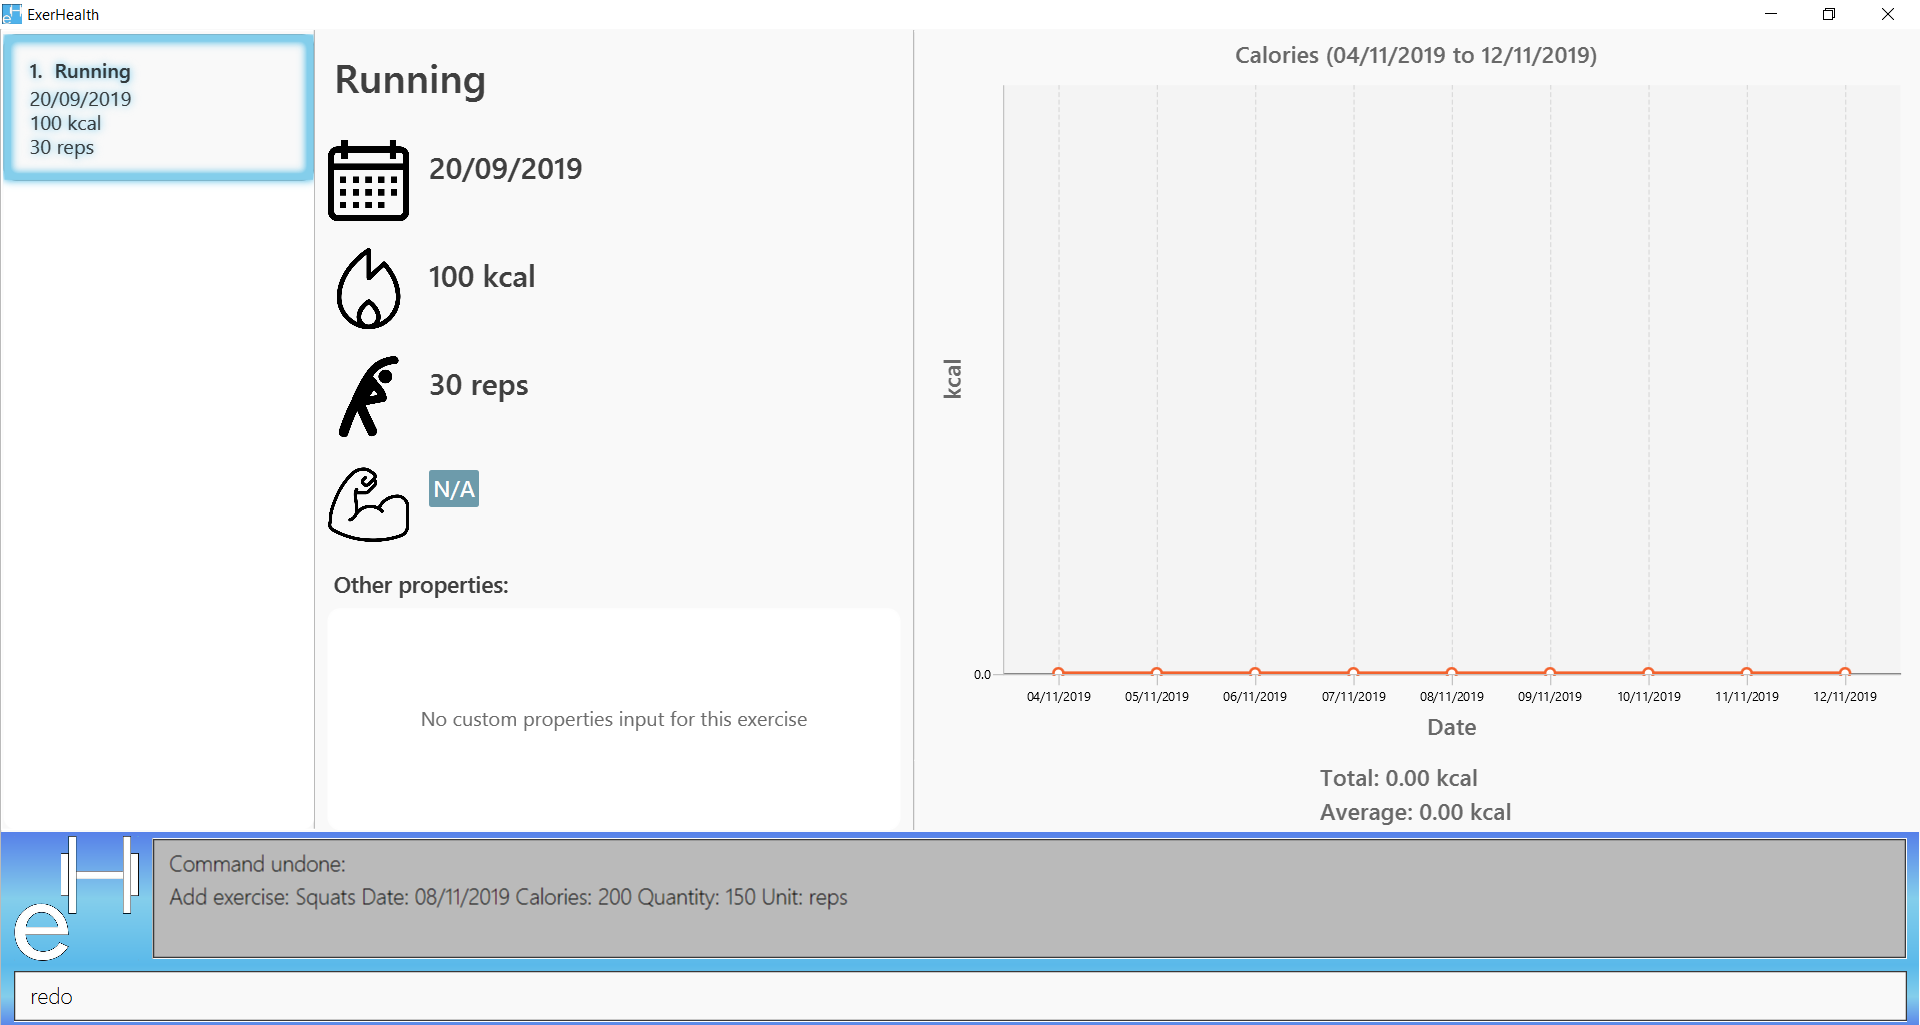 ExerHealth
1. Running
20/09/2019
100 kcal
30 reps
Running
20/09/2019
100 kcal
30 reps
N/A
Other properties:
No custom properties input for this exercise
Calories (04/11/2019 to 12/11/2019)
kcal
0.0
04/11/2019 05/11/2019 06/11/2019 07/11/2019 08/11/2019 09/11/2019 10/11/2019 11/11/2019 12/11/2019
Date
Total: 0.00 kcal
Average: 0.00 kcal
eH
Command undone:
Add exercise: Squats Date: 08/11/2019 Calories: 200 Quantity: 150 Unit: reps
redo